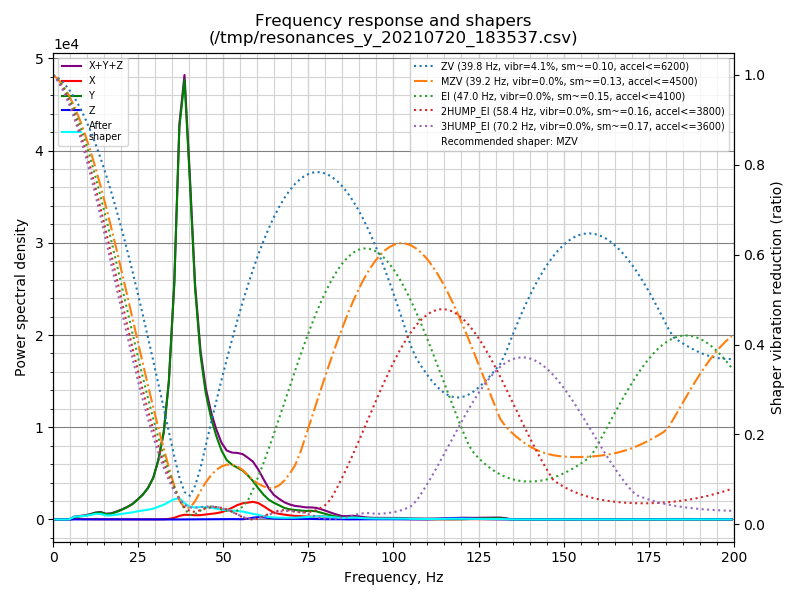 Frequency response and shapers
(/tmp/resonances_y_20210720_183537.csv)
1e4
X+Y+Z
X
Y
Z
After
shaper
ZV (39.8 Hz, vibr=4.1%, sm~=0.10, accel<=6200)
MZV (39.2 Hz, vibr=0.0%, sm~=0.13, accel<=4500)
EI (47.0 Hz, vibr=0.0%, sm~=0.15, accel<=4100)
2HUMP_EI (58.4 Hz, vibr=0.0%, sm~=0.16, accel<=3800)
3HUMP_EI (70.2 Hz, vibr=0.0%, sm~=0.17, accel<=3600)
Recommended shaper: MZV
Power spectral density
5
4
3
2
1
0
1.0
0.8
0.6
0.4
0.2
0.0
Shaper vibration reduction (ratio)
0 25 50 75 100 125 150 175 200
Frequency, Hz